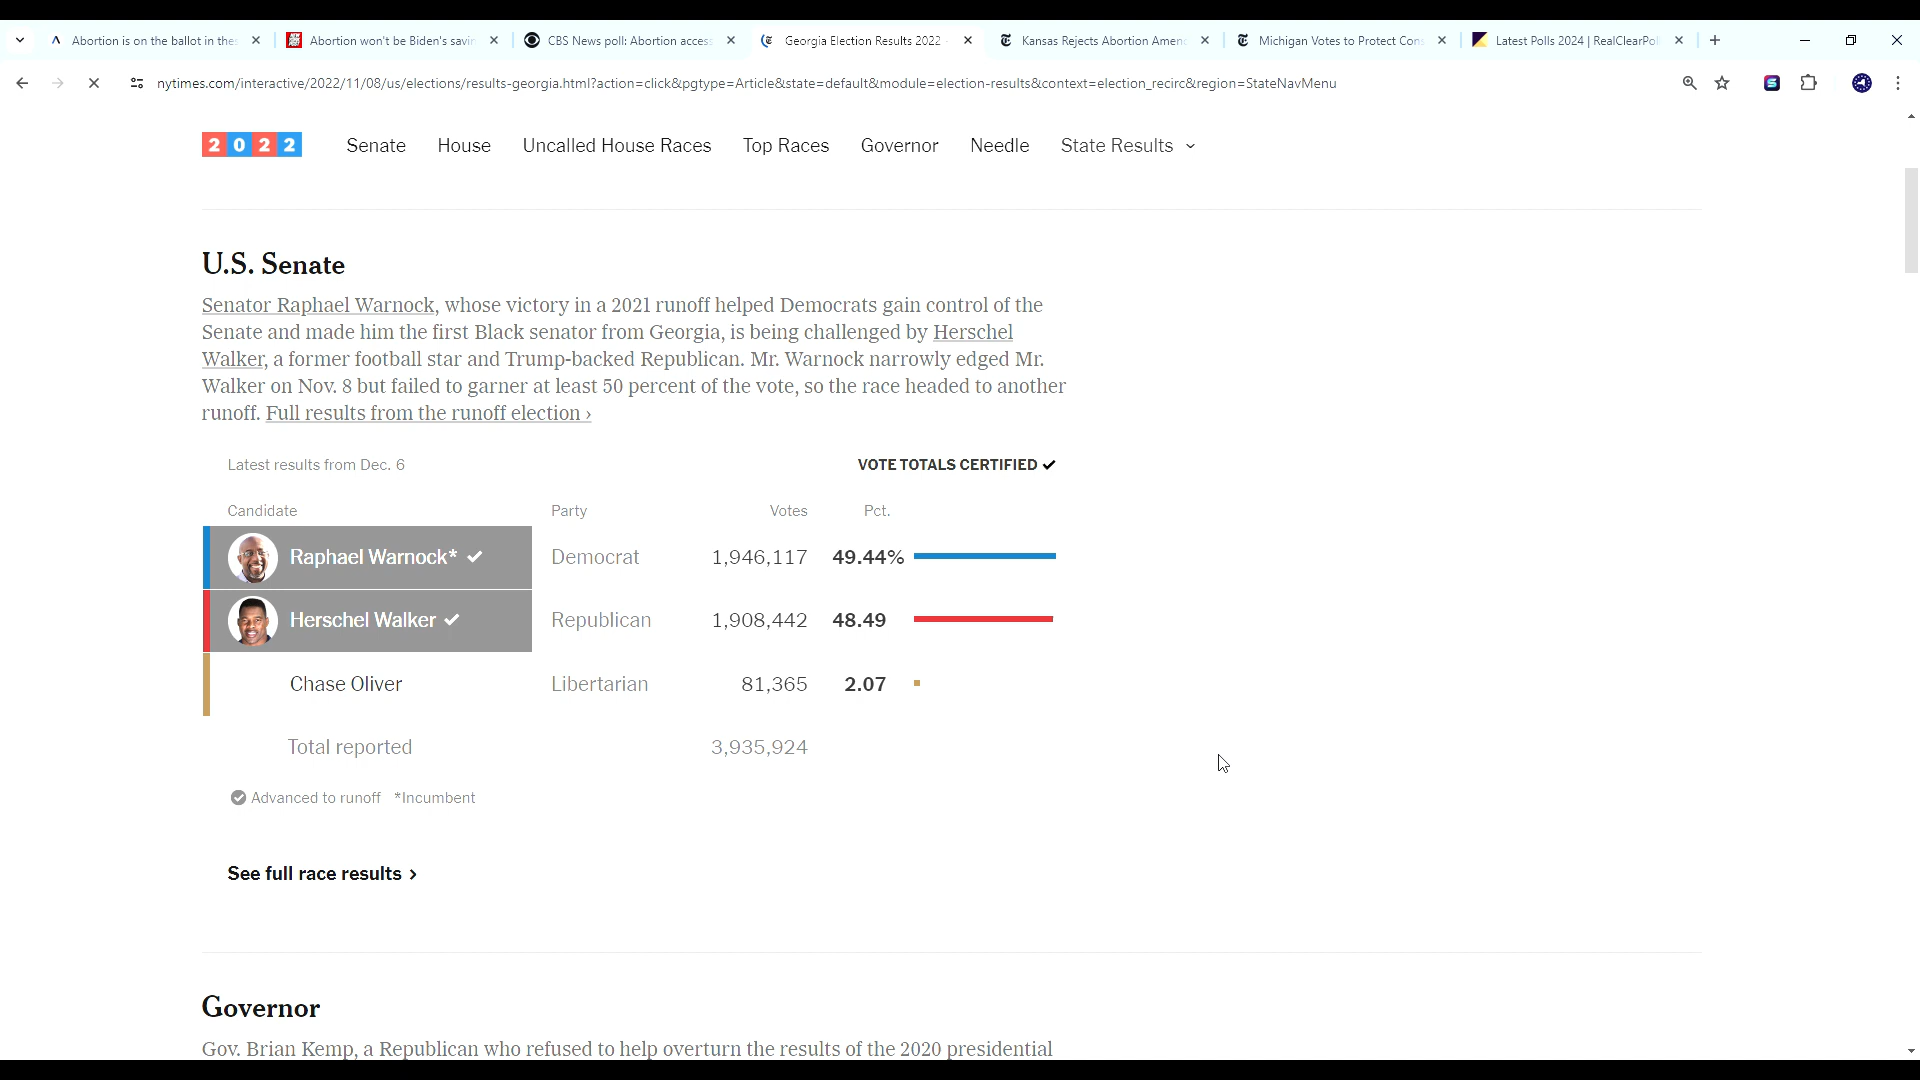 Abortion is on the ballot in thes
Abortion won't be Biden's savin
CBS News poll: Abortion access
Georgia Election Results 2022 -
Kansas Rejects Abortion Amend
Michigan Votes to Protect Cons
Latest Polls 2024 | RealClearPol
nytimes.com/interactive/2022/11/08/us/elections/results-georgia.html?action=click&pgtype=Article&state=default&module=election-results&context=election_recirc&region=StateNavMenu
2022 Senate House Uncalled House Races Top Races Governor Needle State Results
U.S. Senate
Senator Raphael Warnock, whose victory in a 2021 runoff helped Democrats gain control of the
Senate and made him the first Black senator from Georgia, is being challenged by Herschel
Walker, a former football star and Trump-backed Republican. Mr. Warnock narrowly edged Mr.
Walker on Nov. 8 but failed to garner at least 50 percent of the vote, so the race headed to another
runoff. Full results from the runoff election ›
Latest results from Dec. 6 VOTE TOTALS CERTIFIED ✔
Candidate Party Votes Pct.
Raphael Warnock* ✔ Democrat 1,946,117 49.44%
Herschel Walker ✔ Republican 1,908,442 48.49
Chase Oliver Libertarian 81,365 2.07
Total reported 3,935,924
Advanced to runoff *Incumbent
See full race results ›
Governor
Gov. Brian Kemp, a Republican who refused to help overturn the results of the 2020 presidential